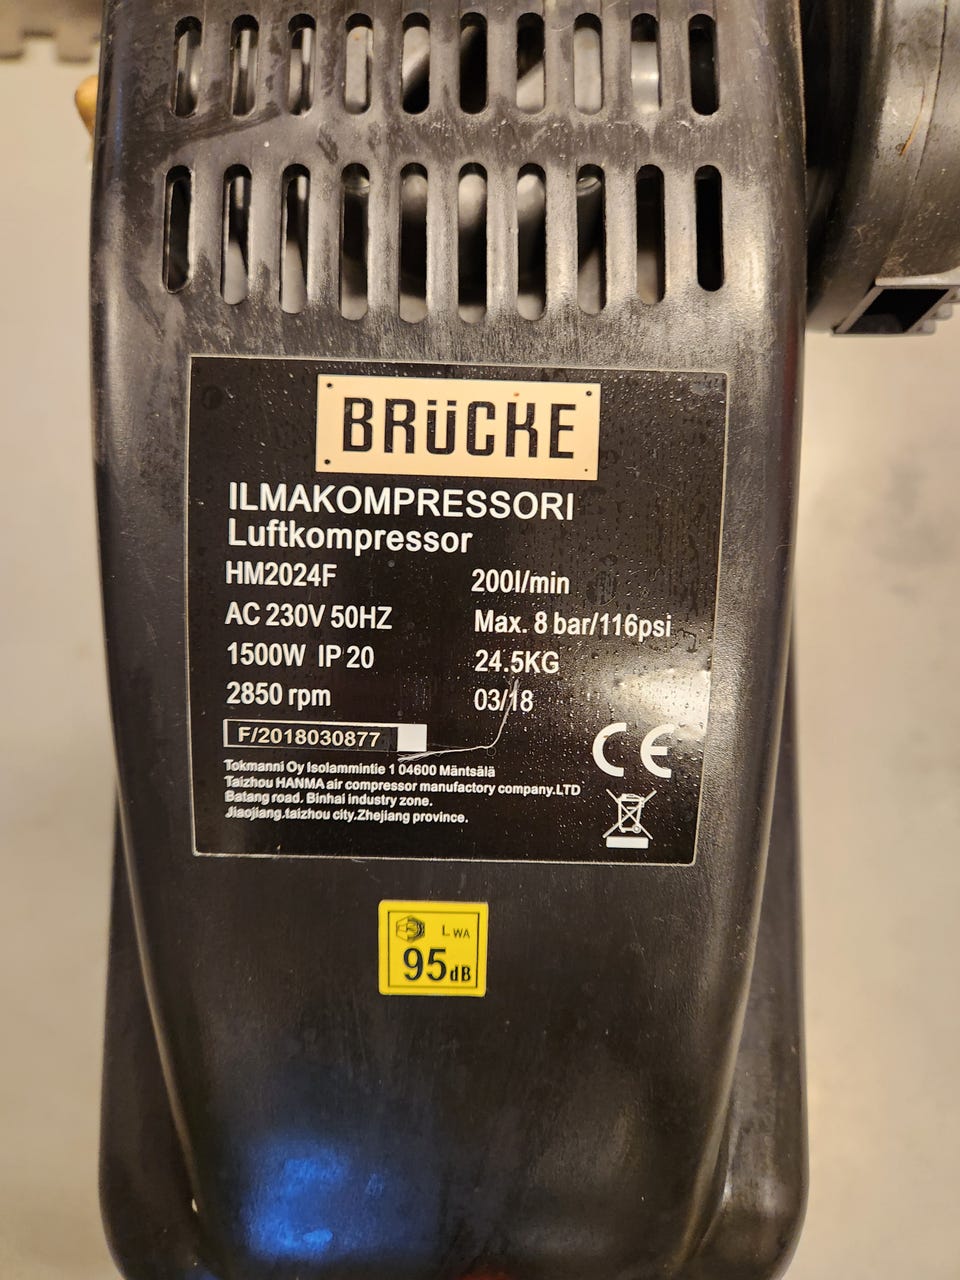 BRÜCKE
ILMAKOMPRESSORI
Luftkompressor
HM2024F 200l/min
AC 230V 50HZ Max. 8 bar/116psi
1500W IP 20 24.5KG
2850 rpm 03/18
F/2018030877
CE
Tokmanni Oy Isolammintie 1 04600 Mäntsälä
Taizhou HANMA air compressor manufactory company.LTD
Batang road. Binhai industry zone.
Jiaojiang.taizhou city.Zhejiang province.
LWA
95dB